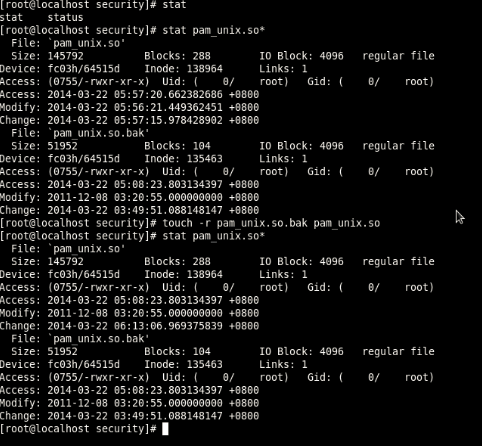 [root@localhost security]# stat
stat    status
[root@localhost security]# stat pam_unix.so*
  File: `pam_unix.so'
  Size: 145792          Blocks: 288        IO Block: 4096   regular file
Device: fc03h/64515d    Inode: 138964      Links: 1
Access: (0755/-rwxr-xr-x)  Uid: (    0/    root)   Gid: (    0/    root)
Access: 2014-03-22 05:57:20.662382686 +0800
Modify: 2014-03-22 05:56:21.449362451 +0800
Change: 2014-03-22 05:57:15.978428902 +0800
  File: `pam_unix.so.bak'
  Size: 51952           Blocks: 104        IO Block: 4096   regular file
Device: fc03h/64515d    Inode: 135463      Links: 1
Access: (0755/-rwxr-xr-x)  Uid: (    0/    root)   Gid: (    0/    root)
Access: 2014-03-22 05:08:23.803134397 +0800
Modify: 2011-12-08 03:20:55.000000000 +0800
Change: 2014-03-22 03:49:51.088148147 +0800
[root@localhost security]# touch -r pam_unix.so.bak pam_unix.so
[root@localhost security]# stat pam_unix.so*
  File: `pam_unix.so'
  Size: 145792          Blocks: 288        IO Block: 4096   regular file
Device: fc03h/64515d    Inode: 138964      Links: 1
Access: (0755/-rwxr-xr-x)  Uid: (    0/    root)   Gid: (    0/    root)
Access: 2014-03-22 05:08:23.803134397 +0800
Modify: 2011-12-08 03:20:55.000000000 +0800
Change: 2014-03-22 06:13:06.969375839 +0800
  File: `pam_unix.so.bak'
  Size: 51952           Blocks: 104        IO Block: 4096   regular file
Device: fc03h/64515d    Inode: 135463      Links: 1
Access: (0755/-rwxr-xr-x)  Uid: (    0/    root)   Gid: (    0/    root)
Access: 2014-03-22 05:08:23.803134397 +0800
Modify: 2011-12-08 03:20:55.000000000 +0800
Change: 2014-03-22 03:49:51.088148147 +0800
[root@localhost security]#